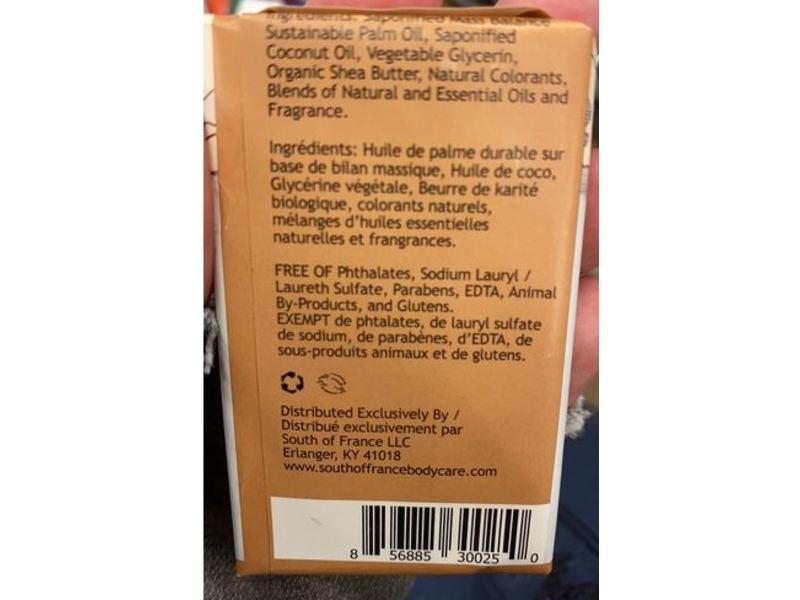 Ingredients: Saponified Mass Balance
Sustainable Palm Oil, Saponified
Coconut Oil, Vegetable Glycerin,
Organic Shea Butter, Natural Colorants,
Blends of Natural and Essential Oils and
Fragrance.
Ingrédients: Huile de palme durable sur
base de bilan massique, Huile de coco,
Glycérine végétale, Beurre de karité
biologique, colorants naturels,
mélanges d'huiles essentielles
naturelles et frangrances.
FREE OF Phthalates, Sodium Lauryl /
Laureth Sulfate, Parabens, EDTA, Animal
By-Products, and Glutens.
EXEMPT de phtalates, de lauryl sulfate
de sodium, de parabènes, d'EDTA, de
sous-produits animaux et de glutens.
Distributed Exclusively By /
Distribué exclusivement par
South of France LLC
Erlanger, KY 41018
www.southoffrancebodycare.com
8 56885 30025 0